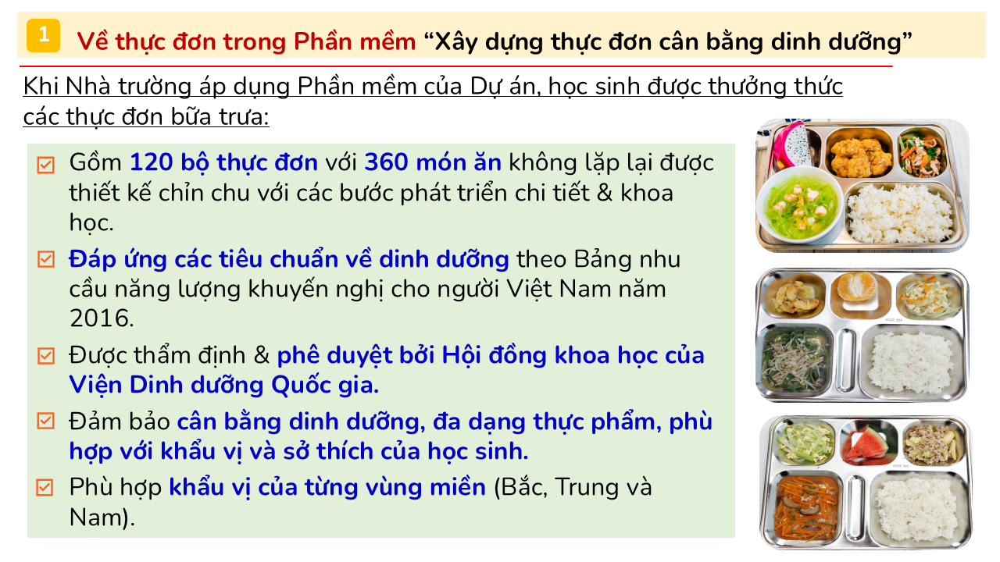 1
Về thực đơn trong Phần mềm “Xây dựng thực đơn cân bằng dinh dưỡng”
Khi Nhà trường áp dụng Phần mềm của Dự án, học sinh được thưởng thức
các thực đơn bữa trưa:
Gồm 120 bộ thực đơn với 360 món ăn không lặp lại được
thiết kế chỉn chu với các bước phát triển chi tiết & khoa
học.
Đáp ứng các tiêu chuẩn về dinh dưỡng theo Bảng nhu
cầu năng lượng khuyến nghị cho người Việt Nam năm
2016.
Được thẩm định & phê duyệt bởi Hội đồng khoa học của
Viện Dinh dưỡng Quốc gia.
Đảm bảo cân bằng dinh dưỡng, đa dạng thực phẩm, phù
hợp với khẩu vị và sở thích của học sinh.
Phù hợp khẩu vị của từng vùng miền (Bắc, Trung và
Nam).